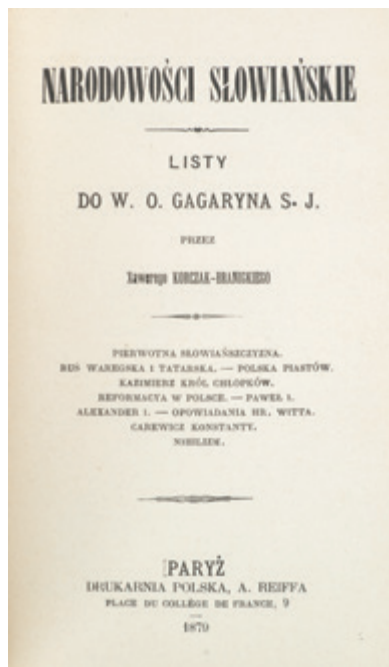 NARODOWOŚCI SŁOWIAŃSKIE
LISTY
DO W. O. GAGARYNA S. J.
PRZEZ
Xawerego KORCZAK-BRANICKIEGO
PIERWOTNA SŁOWIAŃSZCZYZNA.
RUŚ WAREGSKA I TATARSKA. — POLSKA PIASTÓW.
KAZIMIERZ KRÓL CHŁOPKÓW.
REFORMACYA W POLSCE. — PAWEŁ I.
ALEXANDER I. — OPOWIADANIA HR. WITTA.
CAREWICZ KONSTANTY.
NIHILIZM.
PARYŻ
DRUKARNIA POLSKA, A. REIFFA
PLACE DU COLLÈGE DE FRANCE, 9
1879